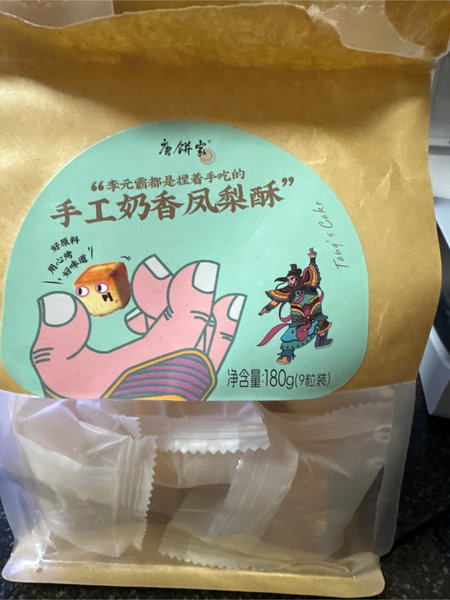 唐饼家
“李元霸都是捏着手吃的
手工奶香凤梨酥”
好原料
用心烤
好味道
Tang's Cake
净含量:180g(9粒装)